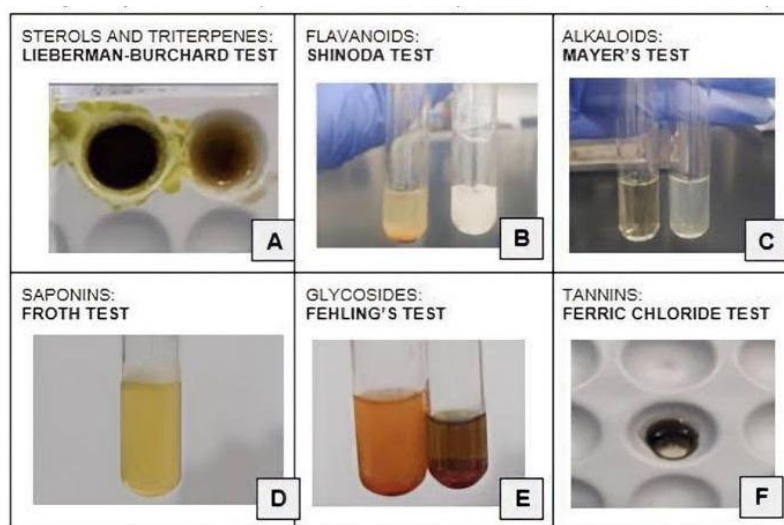 STEROLS AND TRITERPENES:
LIEBERMAN-BURCHARD TEST
A
FLAVANOIDS:
SHINODA TEST
B
ALKALOIDS:
MAYER'S TEST
C
SAPONINS:
FROTH TEST
D
GLYCOSIDES:
FEHLING'S TEST
E
TANNINS:
FERRIC CHLORIDE TEST
F